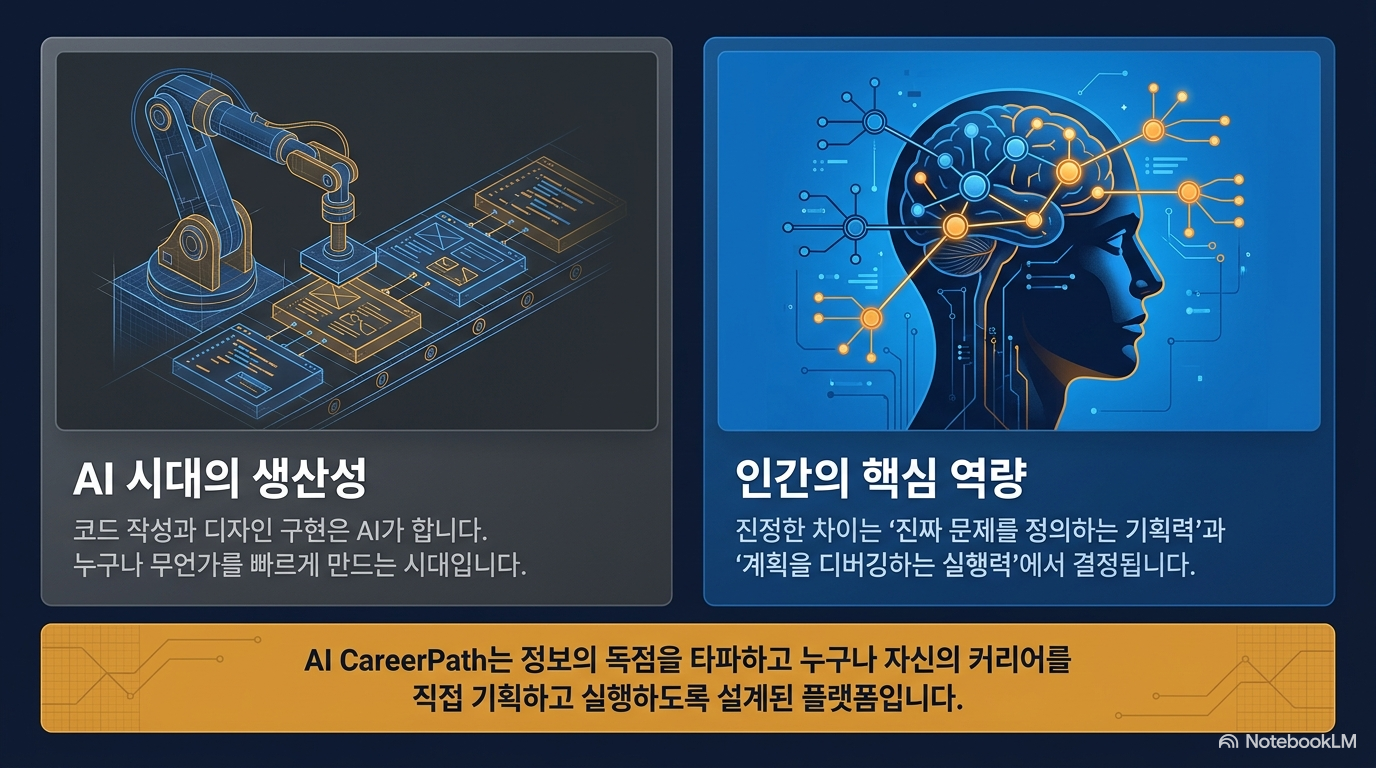 AI 시대의 생산성
코드 작성과 디자인 구현은 AI가 합니다.
누구나 무언가를 빠르게 만드는 시대입니다.
인간의 핵심 역량
진정한 차이는 ‘진짜 문제를 정의하는 기획력’과
‘계획을 디버깅하는 실행력’에서 결정됩니다.
AI CareerPath는 정보의 독점을 타파하고 누구나 자신의 커리어를
직접 기획하고 실행하도록 설계된 플랫폼입니다.
NotebookLM